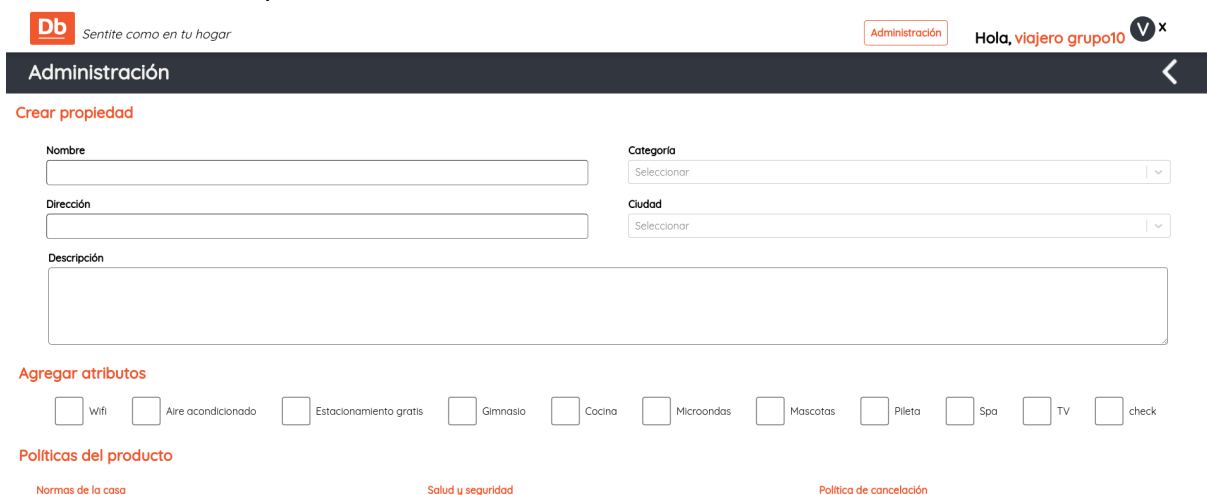 Db Sentite como en tu hogar Administración Hola, viajero grupo10 V x
Administración
Crear propiedad
Nombre Categoría
Seleccionar
Dirección Ciudad
Seleccionar
Descripción
Agregar atributos
Wifi Aire acondicionado Estacionamiento gratis Gimnasio Cocina Microondas Mascotas Pileta Spa TV check
Políticas del producto
Normas de la casa Salud y seguridad Política de cancelación